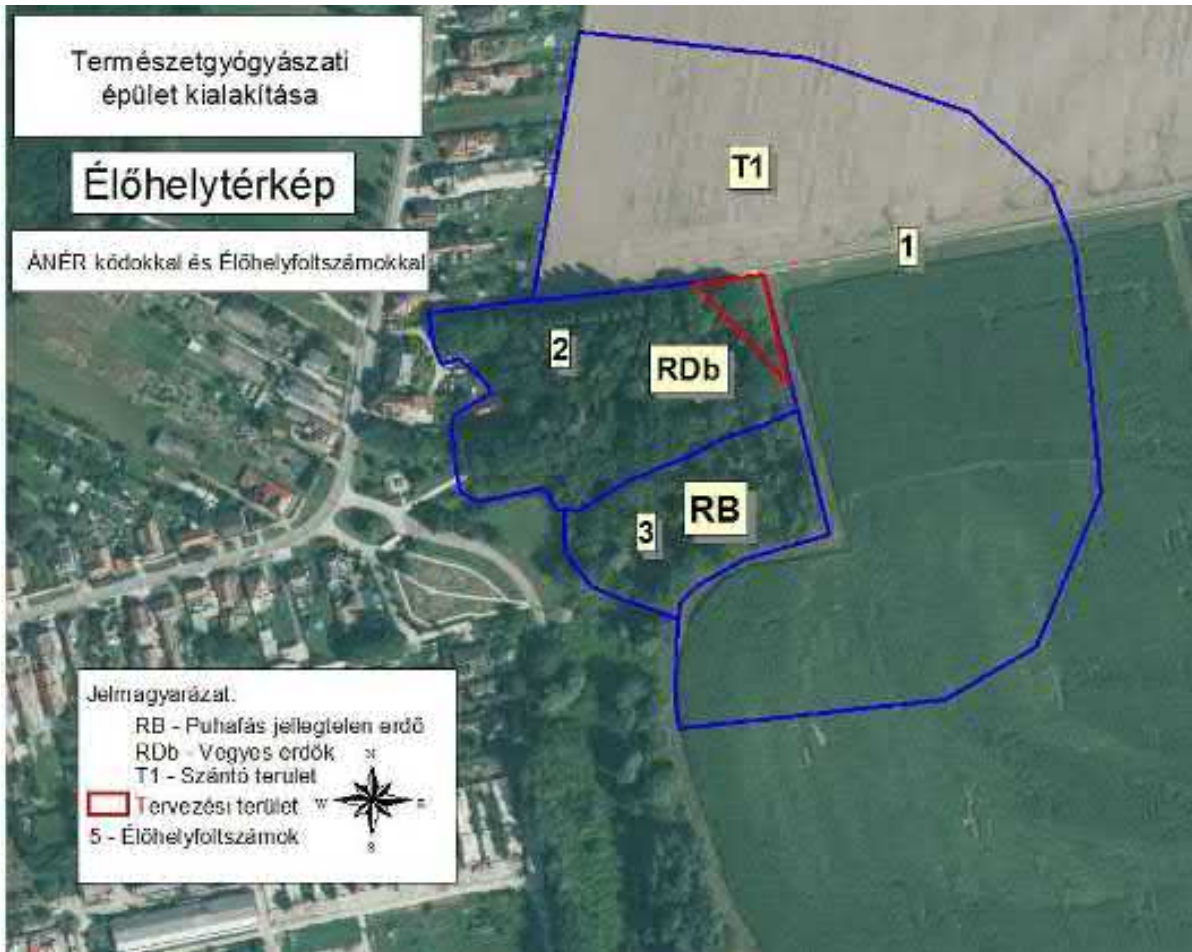 Természetgyógyászati
épület kialakítása
Élőhelytérkép
ÁNÉR kódokkal és Élőhelyfoltszámokkal
T1
1
2
RDb
RB
3
Jelmagyarázat:
RB - Puhafás jellegtelen erdő
RDb - Vegyes erdők
T1 - Szántó terület
Tervezési terület
5 - Élőhelyfoltszámok
N
W
E
S